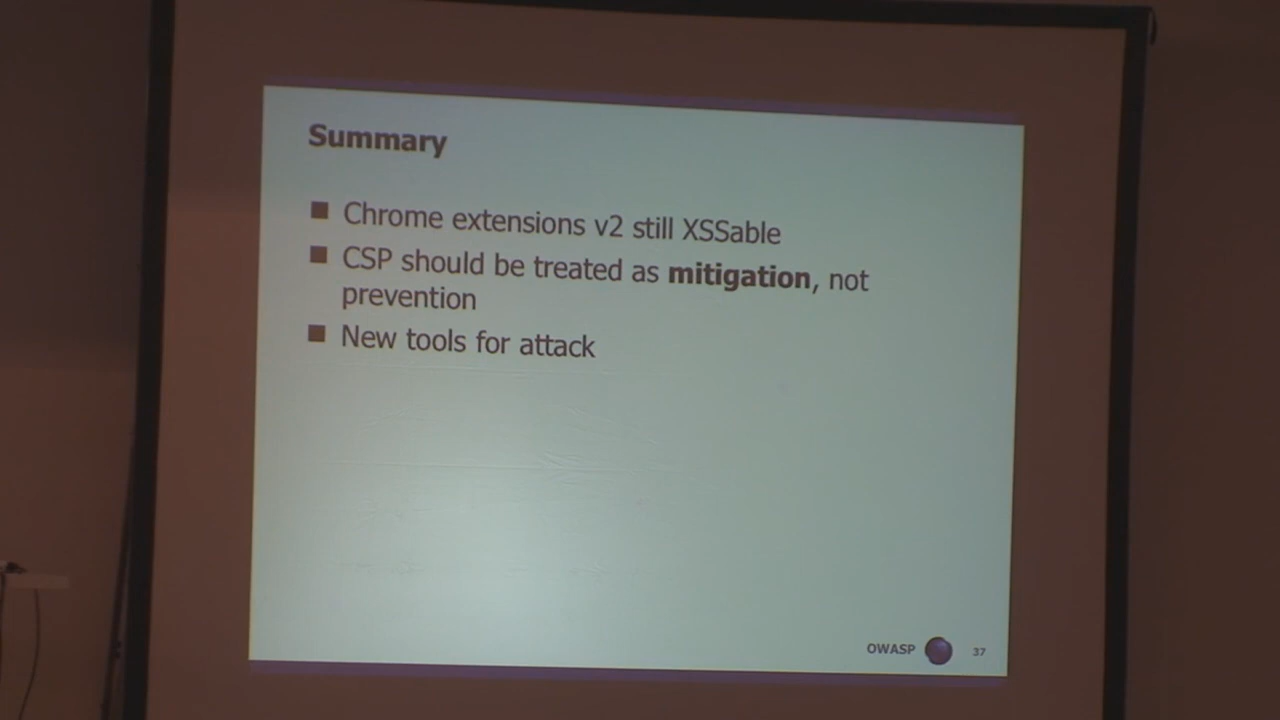 Summary
■ Chrome extensions v2 still XSSable
■ CSP should be treated as mitigation, not
prevention
■ New tools for attack
OWASP 37